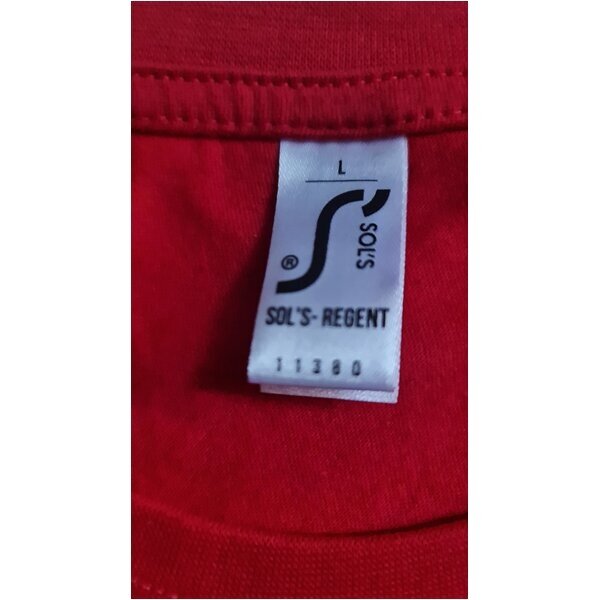 L
SOL'S
®
SOL'S- REGENT
11380